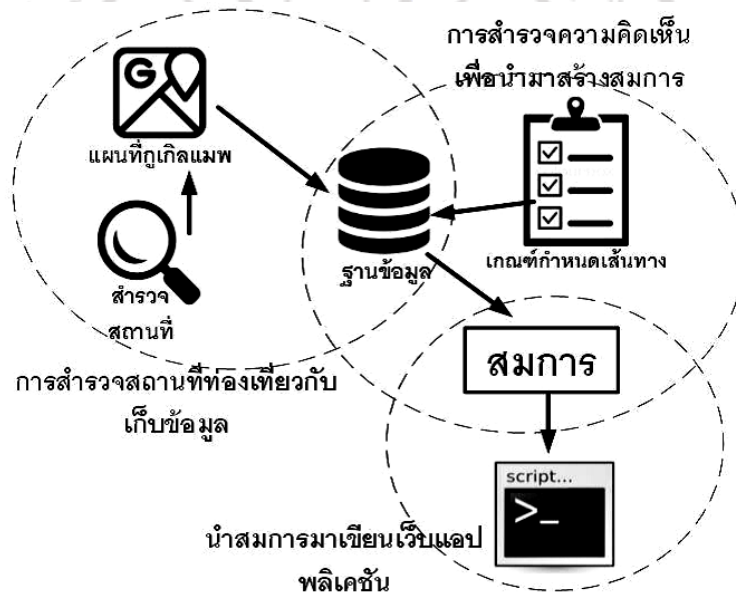 การสำรวจความคิดเห็น
เพื่อนำมาสร้างสมการ
G
แผนที่กูเกิลแมพ
สำรวจ
สถานที่
ฐานข้อมูล
เกณฑ์กำหนดเส้นทาง
สมการ
การสำรวจสถานที่ท่องเที่ยวกับ
เก็บข้อมูล
script...
>_
นำสมการมาเขียนเว็บแอป
พลิเคชัน